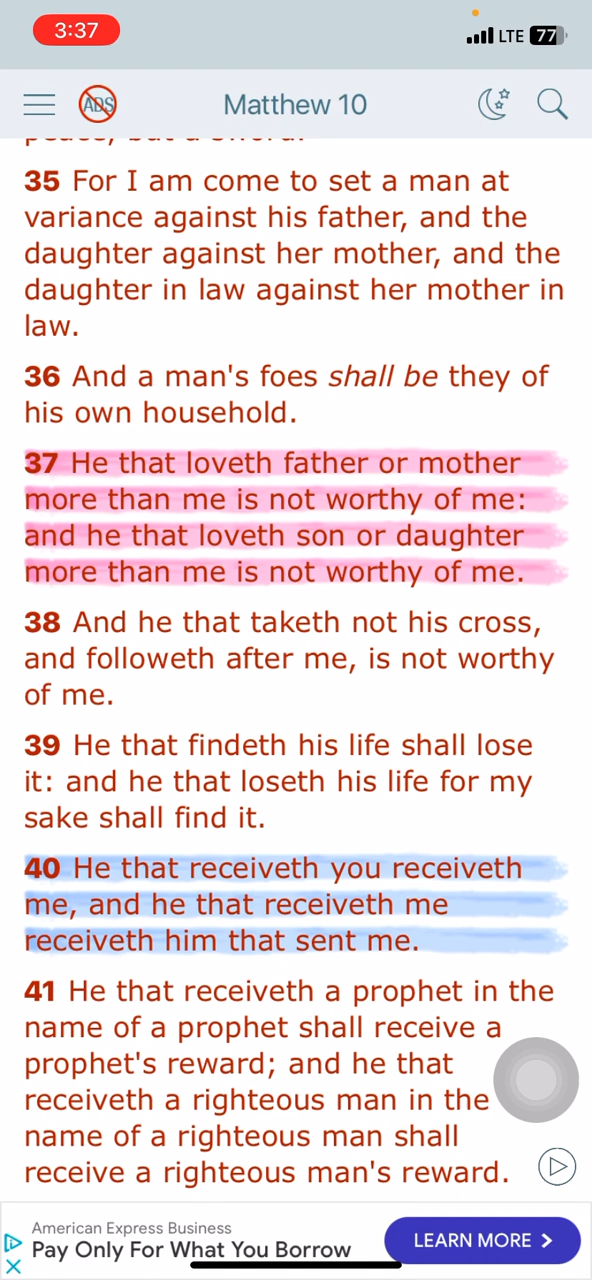 3:37
LTE 77
ADS
Matthew 10
peace, but a sword.
35 For I am come to set a man at
variance against his father, and the
daughter against her mother, and the
daughter in law against her mother in
law.
36 And a man's foes shall be they of
his own household.
37 He that loveth father or mother
more than me is not worthy of me:
and he that loveth son or daughter
more than me is not worthy of me.
38 And he that taketh not his cross,
and followeth after me, is not worthy
of me.
39 He that findeth his life shall lose
it: and he that loseth his life for my
sake shall find it.
40 He that receiveth you receiveth
me, and he that receiveth me
receiveth him that sent me.
41 He that receiveth a prophet in the
name of a prophet shall receive a
prophet's reward; and he that
receiveth a righteous man in the
name of a righteous man shall
receive a righteous man's reward.
American Express Business
Pay Only For What You Borrow
LEARN MORE